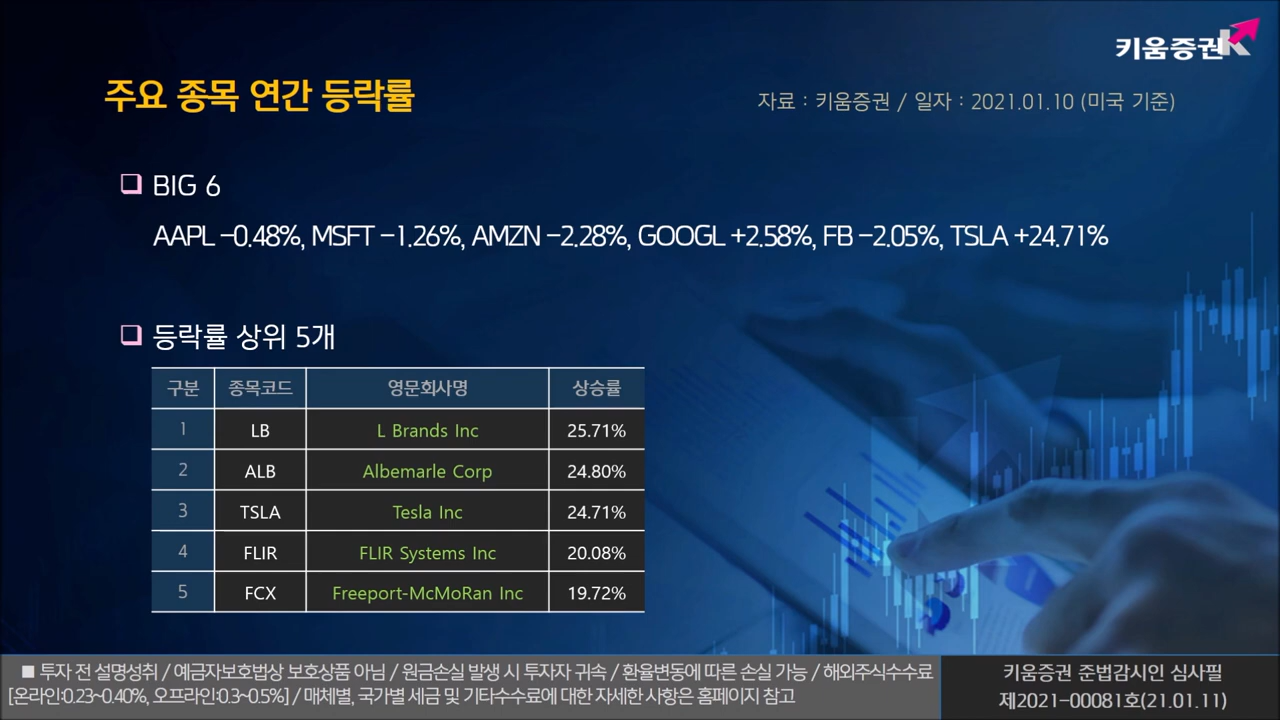 키움증권
주요 종목 연간 등락률
자료 : 키움증권 / 일자 : 2021.01.10 (미국 기준)
❑ BIG 6
AAPL -0.48%, MSFT -1.26%, AMZN -2.28%, GOOGL +2.58%, FB -2.05%, TSLA +24.71%
❑ 등락률 상위 5개
구분 종목코드 영문회사명 상승률
1 LB L Brands Inc 25.71%
2 ALB Albemarle Corp 24.80%
3 TSLA Tesla Inc 24.71%
4 FLIR FLIR Systems Inc 20.08%
5 FCX Freeport-McMoRan Inc 19.72%
■ 투자 전 설명성취 / 예금자보호법상 보호상품 아님 / 원금손실 발생 시 투자자 귀속 / 환율변동에 따른 손실 가능 / 해외주식수수료
[온라인:0.23~0.40%, 오프라인:0.3~0.5%] / 매체별, 국가별 세금 및 기타수수료에 대한 자세한 사항은 홈페이지 참고
키움증권 준법감시인 심사필
제2021-00081호(21.01.11)